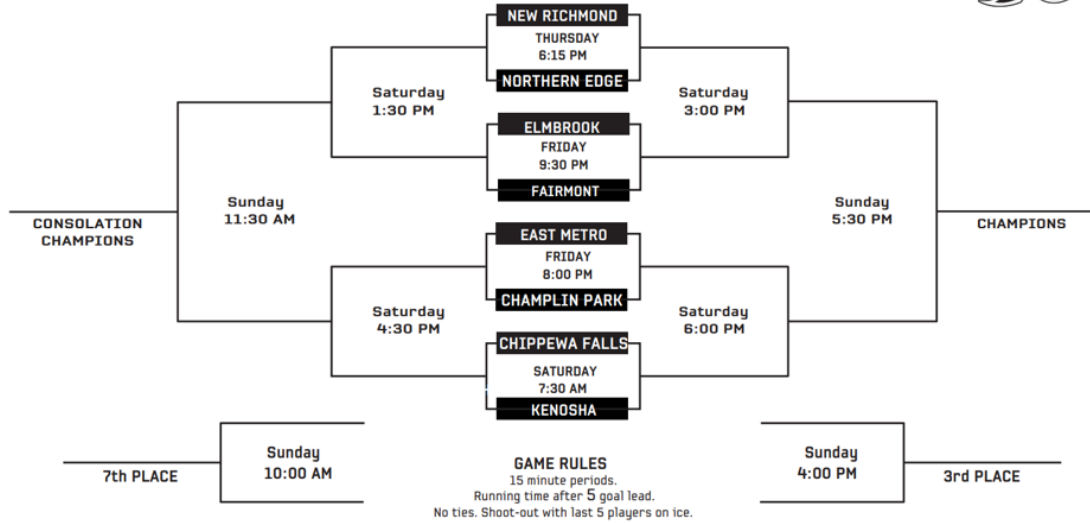 NEW RICHMOND
THURSDAY
6:15 PM
NORTHERN EDGE
Saturday
1:30 PM
Saturday
3:00 PM
ELMBROOK
FRIDAY
9:30 PM
FAIRMONT
Sunday
11:30 AM
Sunday
5:30 PM
CONSOLATION
CHAMPIONS
CHAMPIONS
EAST METRO
FRIDAY
8:00 PM
CHAMPLIN PARK
Saturday
4:30 PM
Saturday
6:00 PM
CHIPPEWA FALLS
SATURDAY
7:30 AM
KENOSHA
Sunday
10:00 AM
7th PLACE
Sunday
4:00 PM
3rd PLACE
GAME RULES
15 minute periods.
Running time after 5 goal lead.
No ties. Shoot-out with last 5 players on ice.